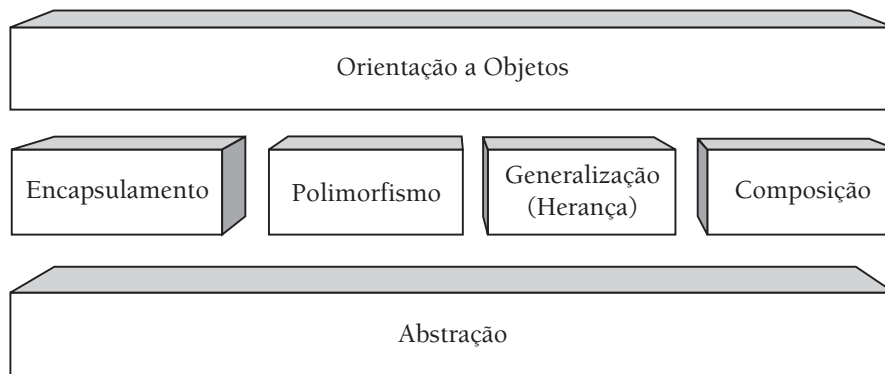 Orientação a Objetos
Encapsulamento
Polimorfismo
Generalização
(Herança)
Composição
Abstração